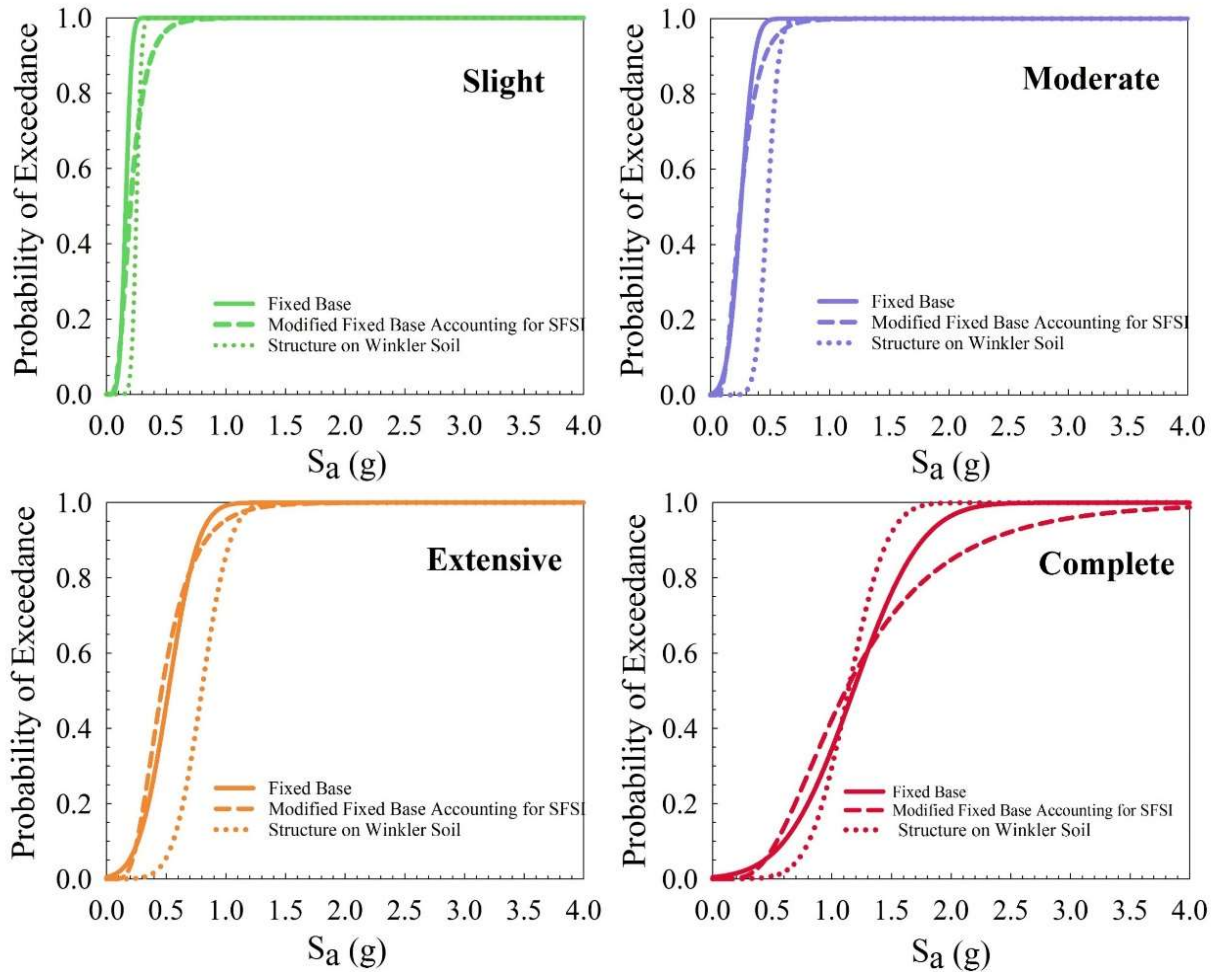 Probability of Exceedance
1.0
0.8
0.6
0.4
0.2
0.0
Slight
Fixed Base
Modified Fixed Base Accounting for SFSI
Structure on Winkler Soil
0.0 0.5 1.0 1.5 2.0 2.5 3.0 3.5 4.0
Sa (g)
Probability of Exceedance
1.0
0.8
0.6
0.4
0.2
0.0
Moderate
Fixed Base
Modified Fixed Base Accounting for SFSI
Structure on Winkler Soil
0.0 0.5 1.0 1.5 2.0 2.5 3.0 3.5 4.0
Sa (g)
Probability of Exceedance
1.0
0.8
0.6
0.4
0.2
0.0
Extensive
Fixed Base
Modified Fixed Base Accounting for SFSI
Structure on Winkler Soil
0.0 0.5 1.0 1.5 2.0 2.5 3.0 3.5 4.0
Sa (g)
Probability of Exceedance
1.0
0.8
0.6
0.4
0.2
0.0
Complete
Fixed Base
Modified Fixed Base Accounting for SFSI
Structure on Winkler Soil
0.0 0.5 1.0 1.5 2.0 2.5 3.0 3.5 4.0
Sa (g)